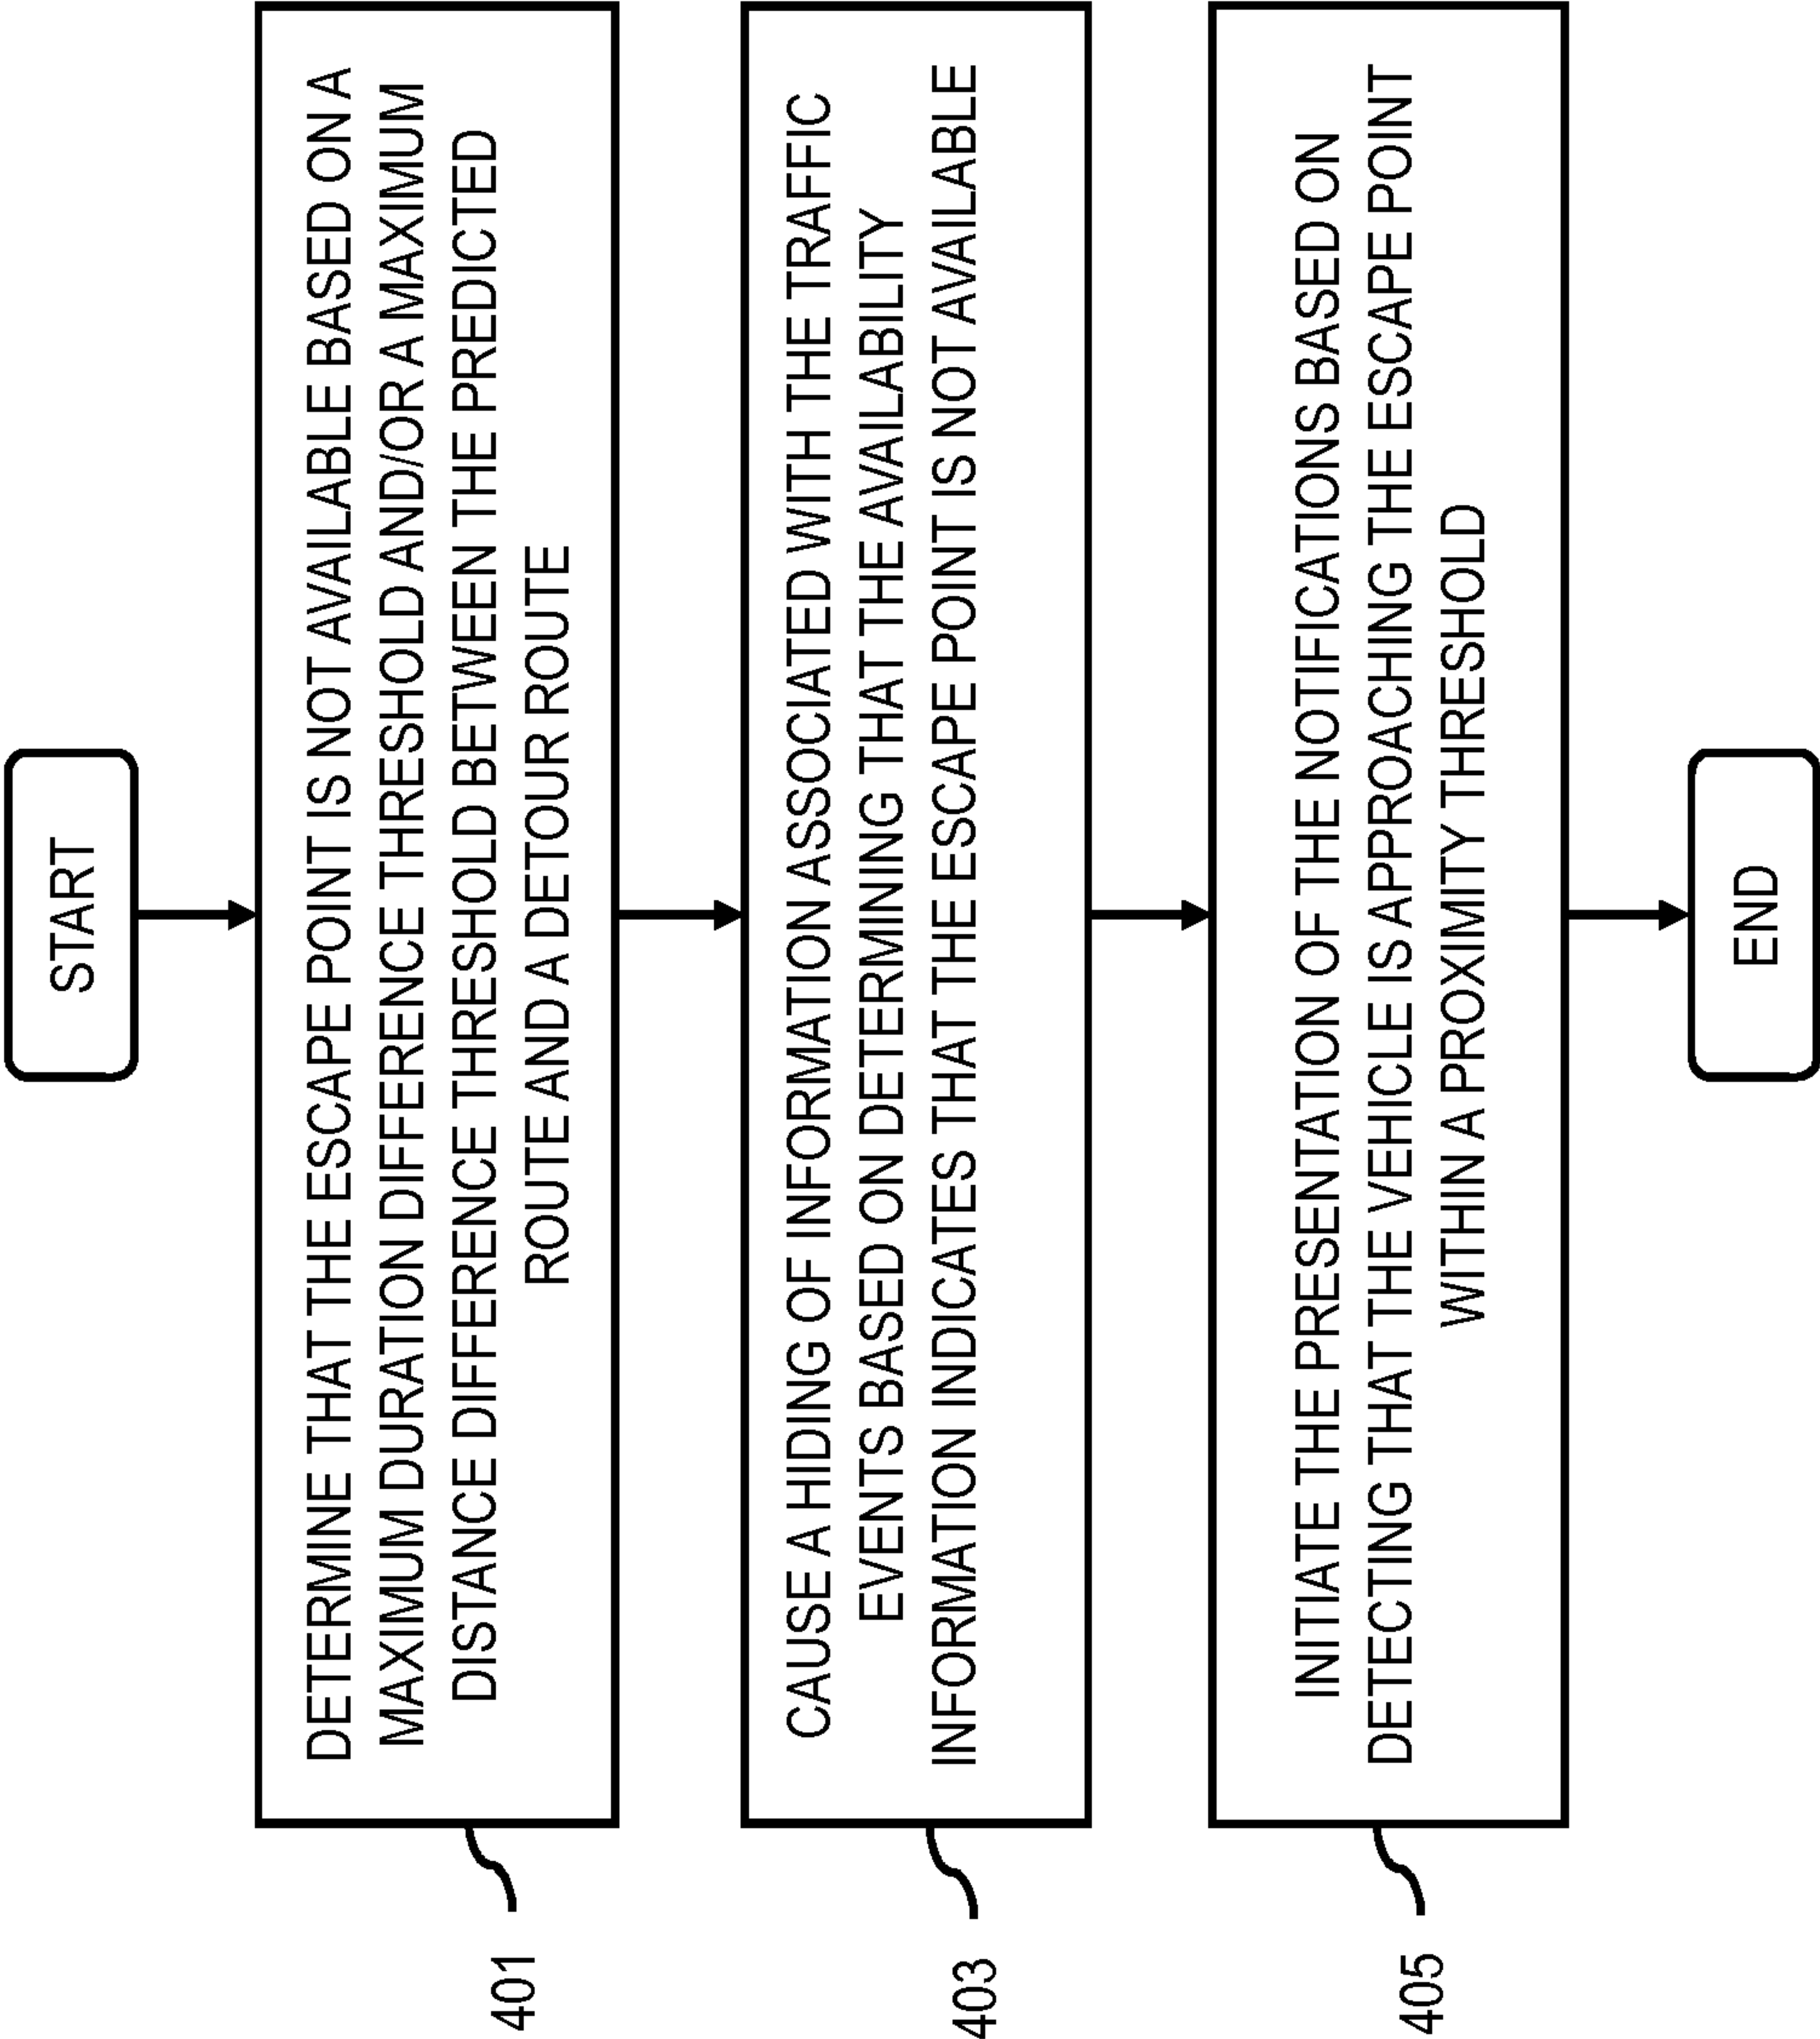 START
DETERMINE THAT THE ESCAPE POINT IS NOT AVAILABLE BASED ON A
MAXIMUM DURATION DIFFERENCE THRESHOLD AND/OR A MAXIMUM
DISTANCE DIFFERENCE THRESHOLD BETWEEN THE PREDICTED
ROUTE AND A DETOUR ROUTE
401
CAUSE A HIDING OF INFORMATION ASSOCIATED WITH THE TRAFFIC
EVENTS BASED ON DETERMINING THAT THE AVAILABILITY
INFORMATION INDICATES THAT THE ESCAPE POINT IS NOT AVAILABLE
403
INITIATE THE PRESENTATION OF THE NOTIFICATIONS BASED ON
DETECTING THAT THE VEHICLE IS APPROACHING THE ESCAPE POINT
WITHIN A PROXIMITY THRESHOLD
405
END